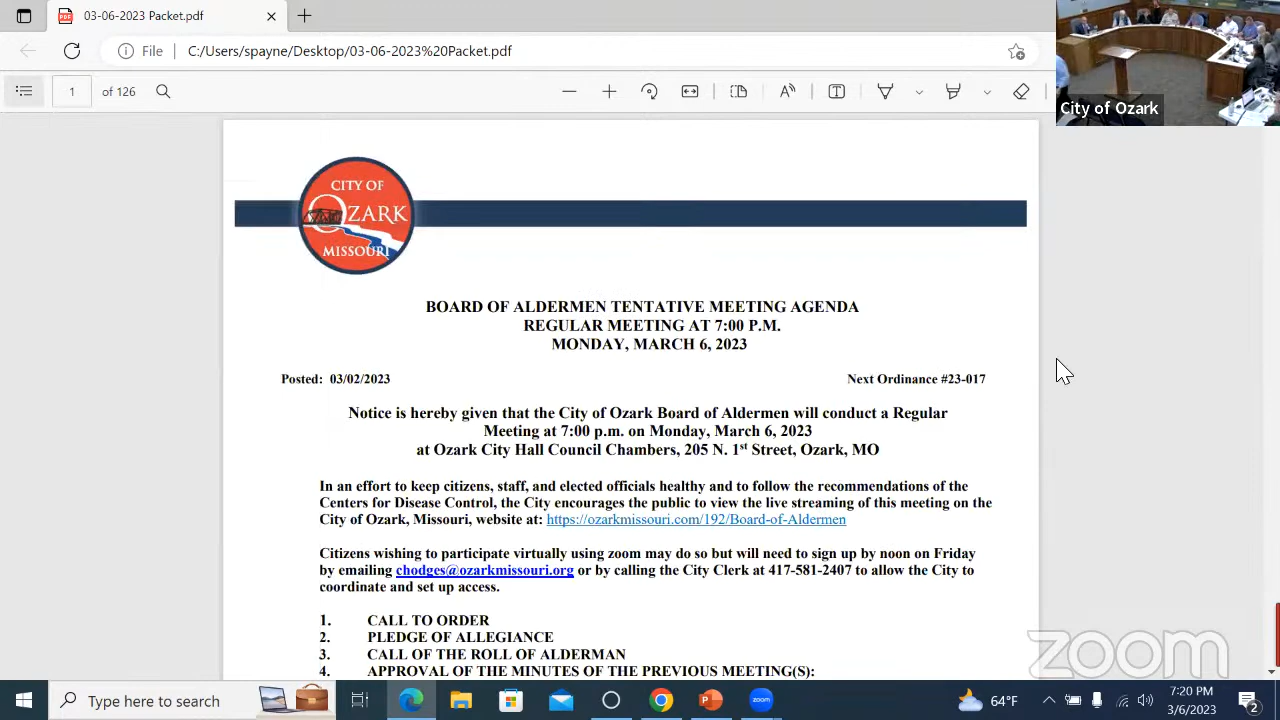 03-06-2023 Packet.pdf
File
C:/Users/spayne/Desktop/03-06-2023%20Packet.pdf
City of Ozark
1 of 126
CITY OF
OZARK
MISSOURI
BOARD OF ALDERMEN TENTATIVE MEETING AGENDA
REGULAR MEETING AT 7:00 P.M.
MONDAY, MARCH 6, 2023
Posted: 03/02/2023 Next Ordinance #23-017
Notice is hereby given that the City of Ozark Board of Aldermen will conduct a Regular
Meeting at 7:00 p.m. on Monday, March 6, 2023
at Ozark City Hall Council Chambers, 205 N. 1st Street, Ozark, MO
In an effort to keep citizens, staff, and elected officials healthy and to follow the recommendations of the
Centers for Disease Control, the City encourages the public to view the live streaming of this meeting on the
City of Ozark, Missouri, website at: https://ozarkmissouri.com/192/Board-of-Aldermen
Citizens wishing to participate virtually using zoom may do so but will need to sign up by noon on Friday
by emailing chodges@ozarkmissouri.org or by calling the City Clerk at 417-581-2407 to allow the City to
coordinate and set up access.
1. CALL TO ORDER
2. PLEDGE OF ALLEGIANCE
3. CALL OF THE ROLL OF ALDERMAN
4. APPROVAL OF THE MINUTES OF THE PREVIOUS MEETING(S):
zoom
Type here to search
zoom
64°F
7:20 PM
3/6/2023
2